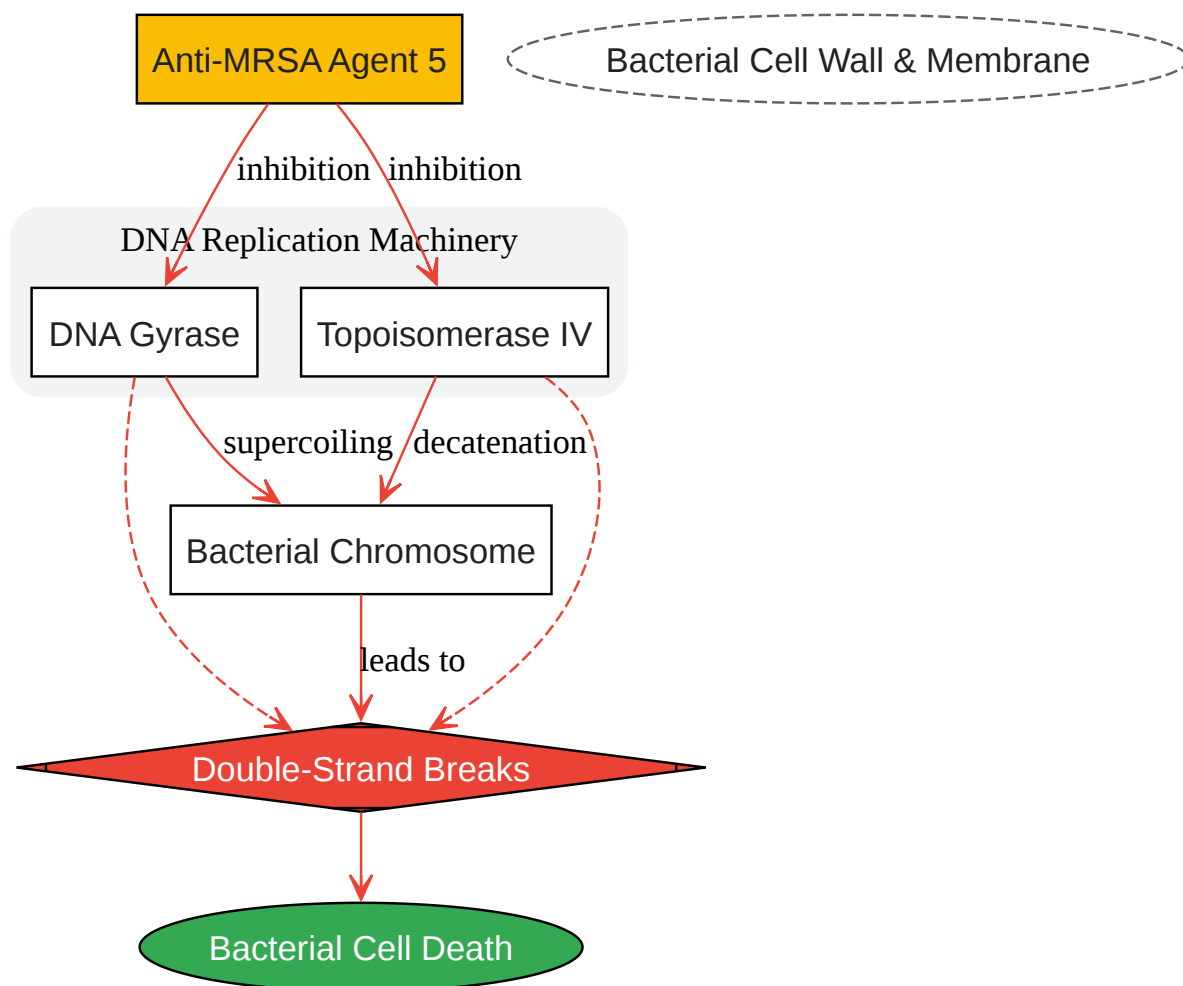 Anti-MRSA Agent 5
Bacterial Cell Wall & Membrane
inhibition
inhibition
DNA Replication Machinery
DNA Gyrase
Topoisomerase IV
supercoiling
decatenation
Bacterial Chromosome
leads to
Double-Strand Breaks
Bacterial Cell Death